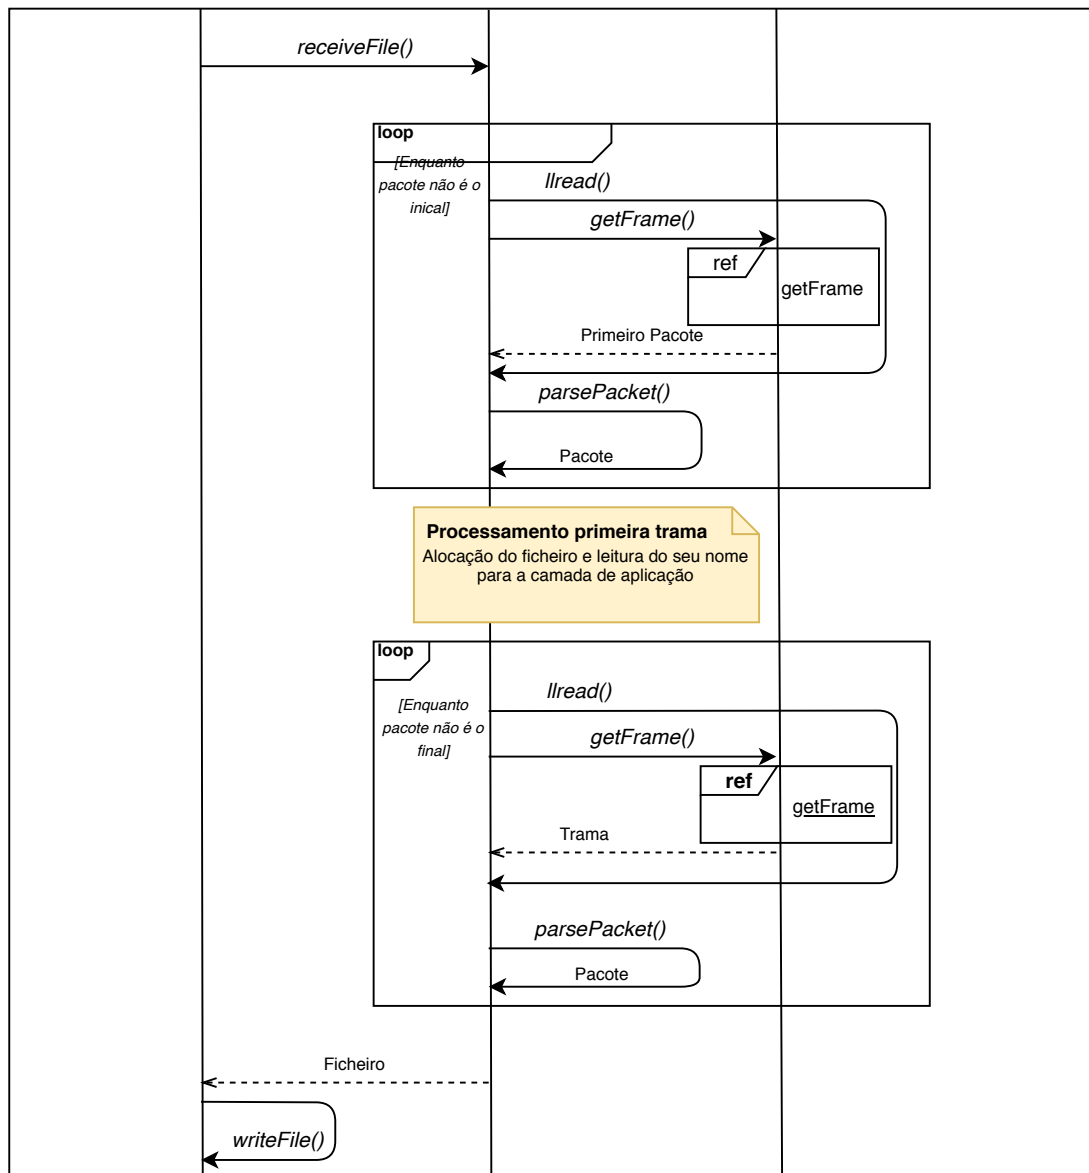 receiveFile()
loop
[Enquanto
pacote não é o
inical]
llread()
getFrame()
ref
getFrame
Primeiro Pacote
parsePacket()
Pacote
Processamento primeira trama
Alocação do ficheiro e leitura do seu nome
para a camada de aplicação
loop
[Enquanto
pacote não é o
final]
llread()
getFrame()
ref
getFrame
Trama
parsePacket()
Pacote
Ficheiro
writeFile()